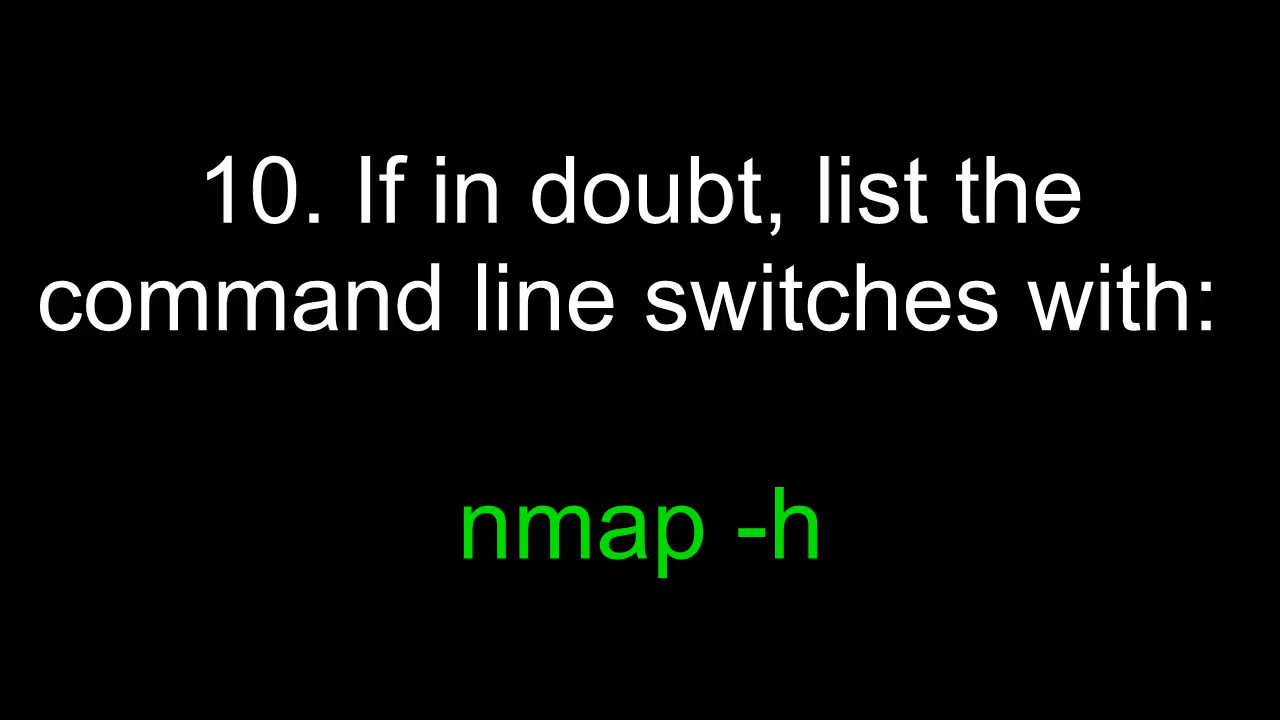 10. If in doubt, list the
command line switches with:
nmap -h